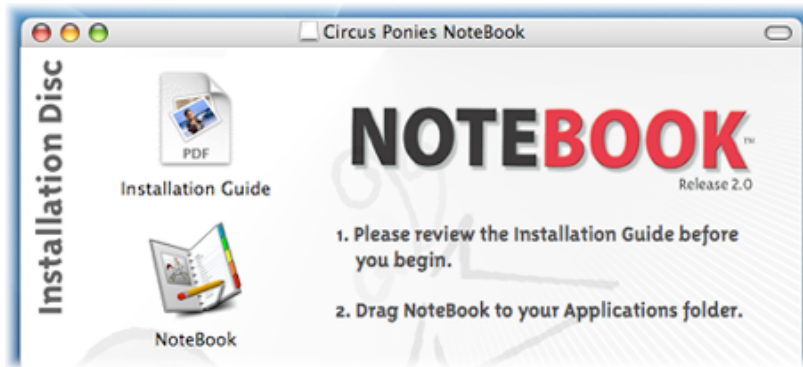 Circus Ponies NoteBook
Installation Disc
PDF
Installation Guide
NoteBook
NOTEBOOK™
Release 2.0
1. Please review the Installation Guide before
you begin.
2. Drag NoteBook to your Applications folder.